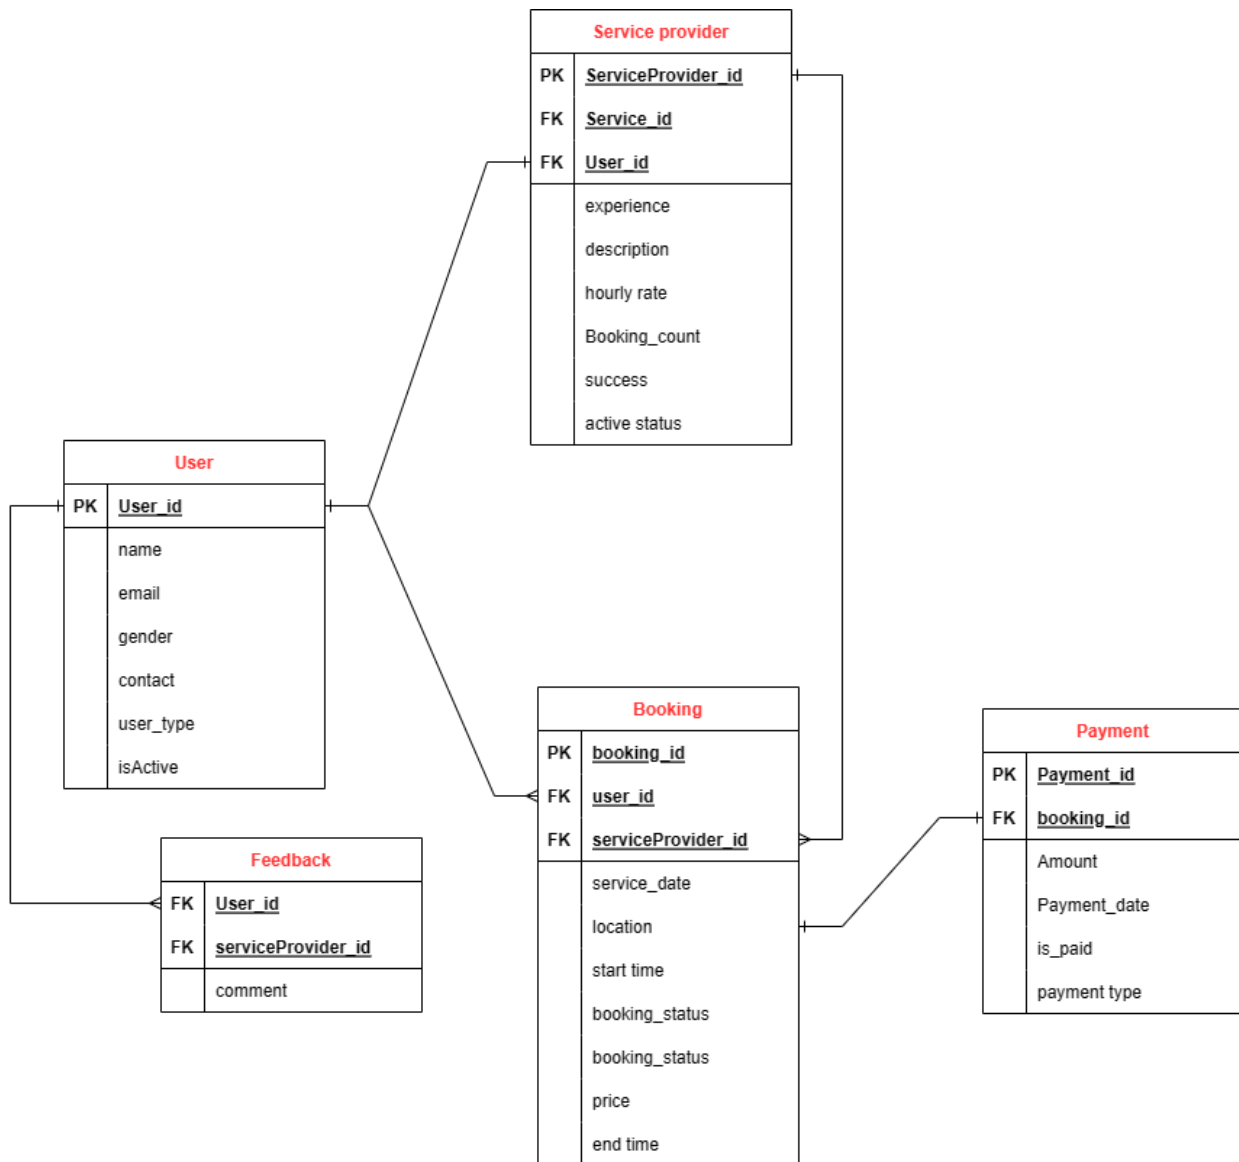 Service provider
PK ServiceProvider_id
FK Service_id
FK User_id
experience
description
hourly rate
Booking_count
success
active status
User
PK User_id
name
email
gender
contact
user_type
isActive
Feedback
FK User_id
FK serviceProvider_id
comment
Booking
PK booking_id
FK user_id
FK serviceProvider_id
service_date
location
start time
booking_status
booking_status
price
end time
Payment
PK Payment_id
FK booking_id
Amount
Payment_date
is_paid
payment type